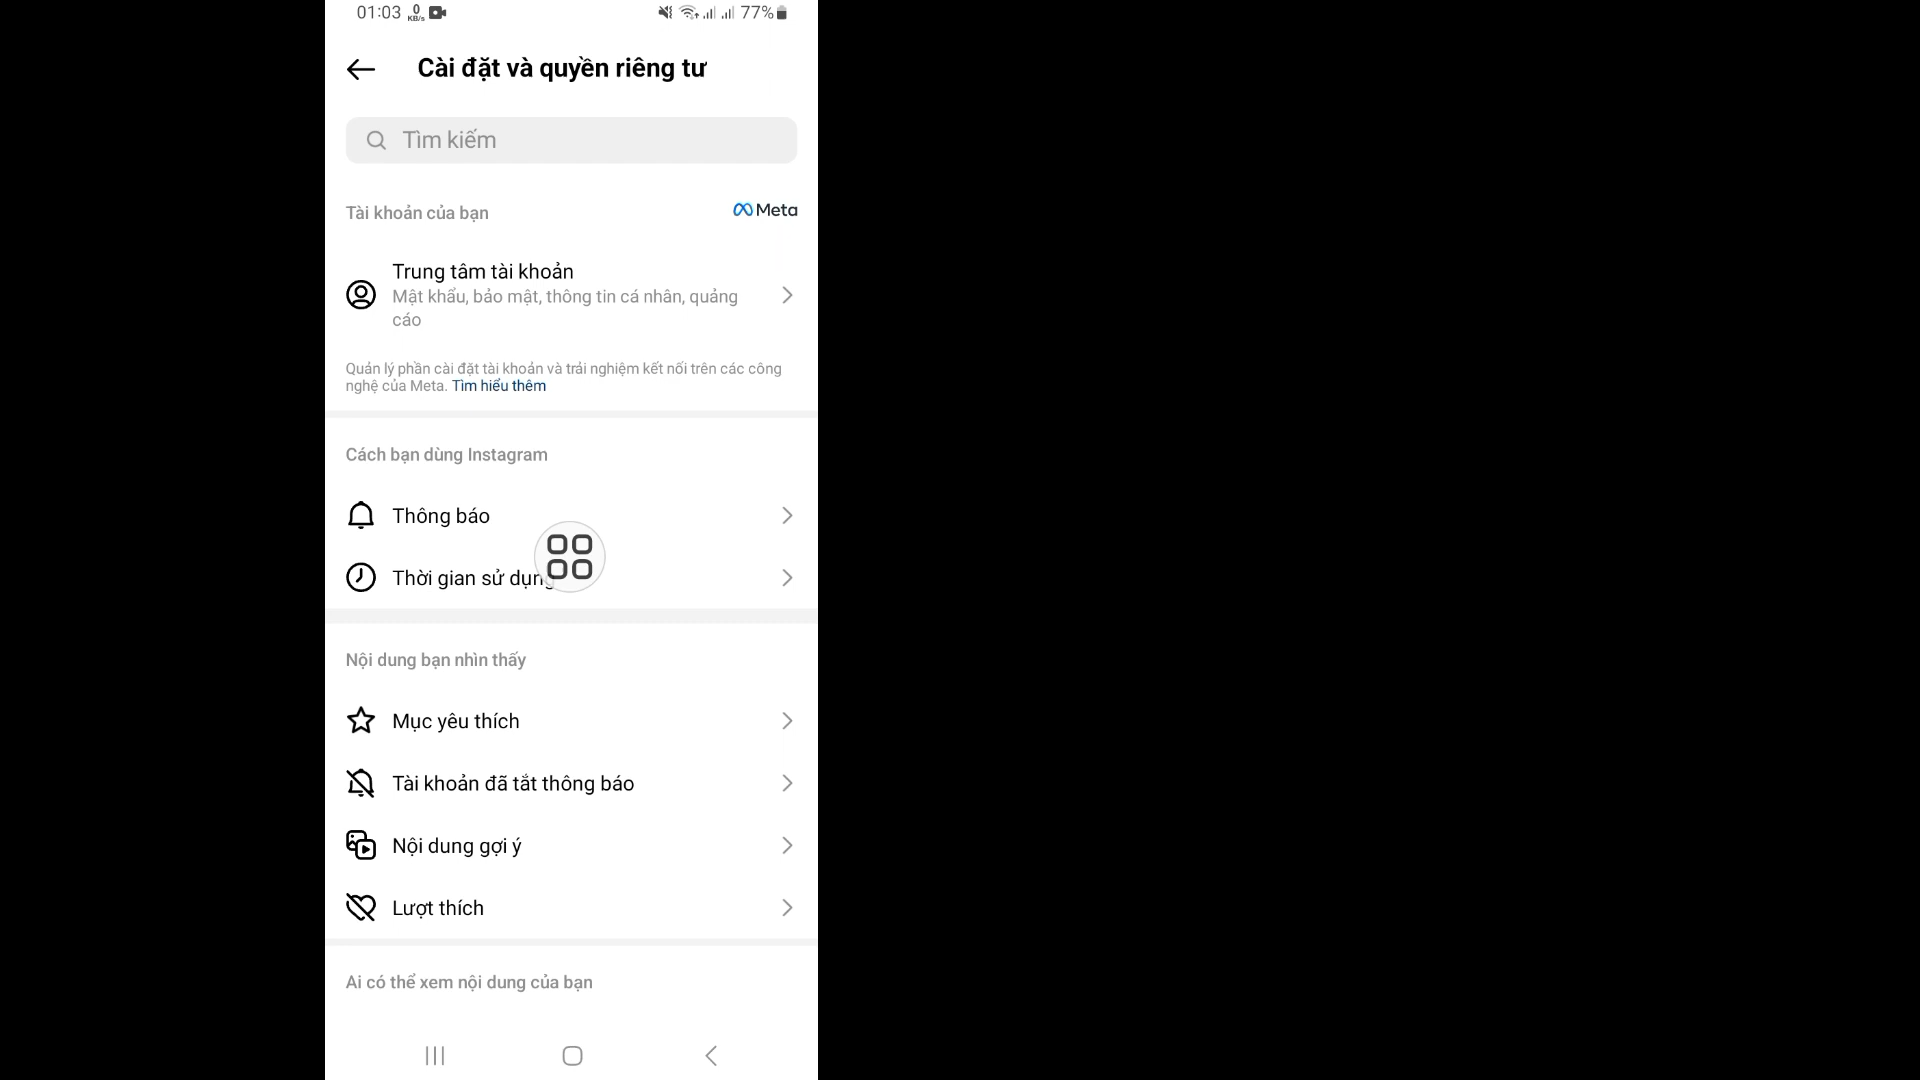 01:03 0 KB/s 77%
Cài đặt và quyền riêng tư
Tìm kiếm
Tài khoản của bạn
Meta
Trung tâm tài khoản
Mật khẩu, bảo mật, thông tin cá nhân, quảng
cáo
Quản lý phần cài đặt tài khoản và trải nghiệm kết nối trên các công
nghệ của Meta. Tìm hiểu thêm
Cách bạn dùng Instagram
Thông báo
Thời gian sử dụng
Nội dung bạn nhìn thấy
Mục yêu thích
Tài khoản đã tắt thông báo
Nội dung gợi ý
Lượt thích
Ai có thể xem nội dung của bạn